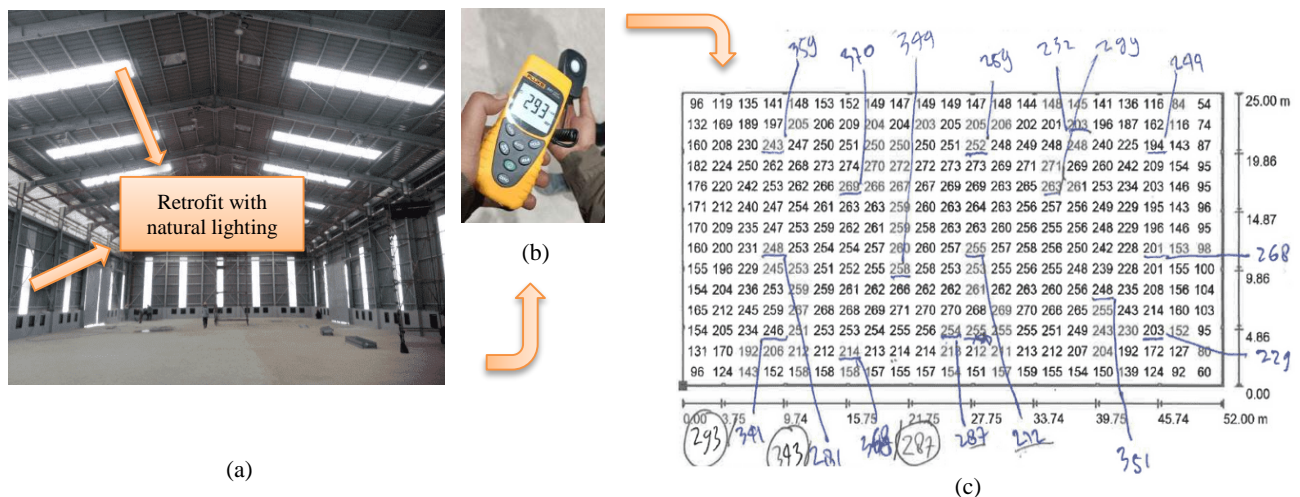 Retrofit with
natural lighting
(a)
FLUKE
293
(b)
359 370 349 259 232 299 249
96 119 135 141 148 153 152 149 147 149 149 147 148 144 148 145 141 136 116 84 54
25.00 m
132 169 189 197 205 206 209 204 204 203 205 205 206 202 201 203 196 187 162 116 74
160 208 230 243 247 250 251 250 250 250 251 252 248 249 248 248 240 225 194 143 87
19.86
182 224 250 262 268 273 274 270 272 272 273 273 269 271 271 269 260 242 209 154 95
176 220 242 253 262 266 269 266 267 267 269 269 263 265 263 261 253 234 203 146 95
171 212 240 247 254 261 263 263 259 260 263 264 263 256 257 256 249 229 195 143 96
14.87
170 209 235 247 253 259 262 261 259 258 263 263 260 256 255 258 249 229 196 146 95
160 200 231 248 253 254 254 257 260 260 257 255 257 258 256 250 242 228 201 153 98
268
155 196 229 245 253 251 252 255 258 258 253 253 255 256 255 248 239 228 201 155 100
9.86
154 204 236 253 259 259 261 262 266 262 262 261 262 263 260 256 248 235 208 156 104
165 212 245 259 267 268 268 269 271 270 270 268 269 270 266 265 255 243 214 160 103
154 205 234 246 251 253 253 254 255 256 254 255 255 255 251 249 243 230 203 152 95
4.86
131 170 192 206 212 212 214 213 214 214 213 212 211 213 212 207 204 192 172 127 80
229
96 124 143 152 158 158 158 157 155 157 154 151 157 159 155 154 150 139 124 92 60
0.00
0.00 3.75 9.74 15.75 21.75 27.75 33.74 39.75 45.74 52.00 m
293 341 343 281 368 287 287 272 351
(c)